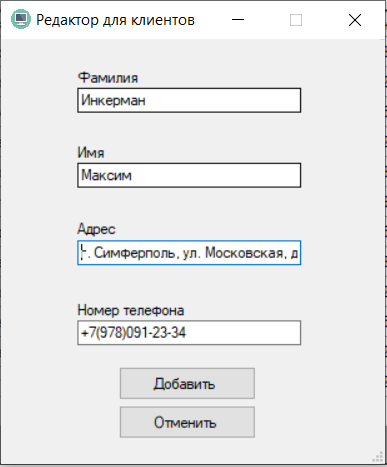 Редактор для клиентов
Фамилия
Инкерман
Имя
Максим
Адрес
г. Симферполь, ул. Московская, д
Номер телефона
+7(978)091-23-34
Добавить
Отменить